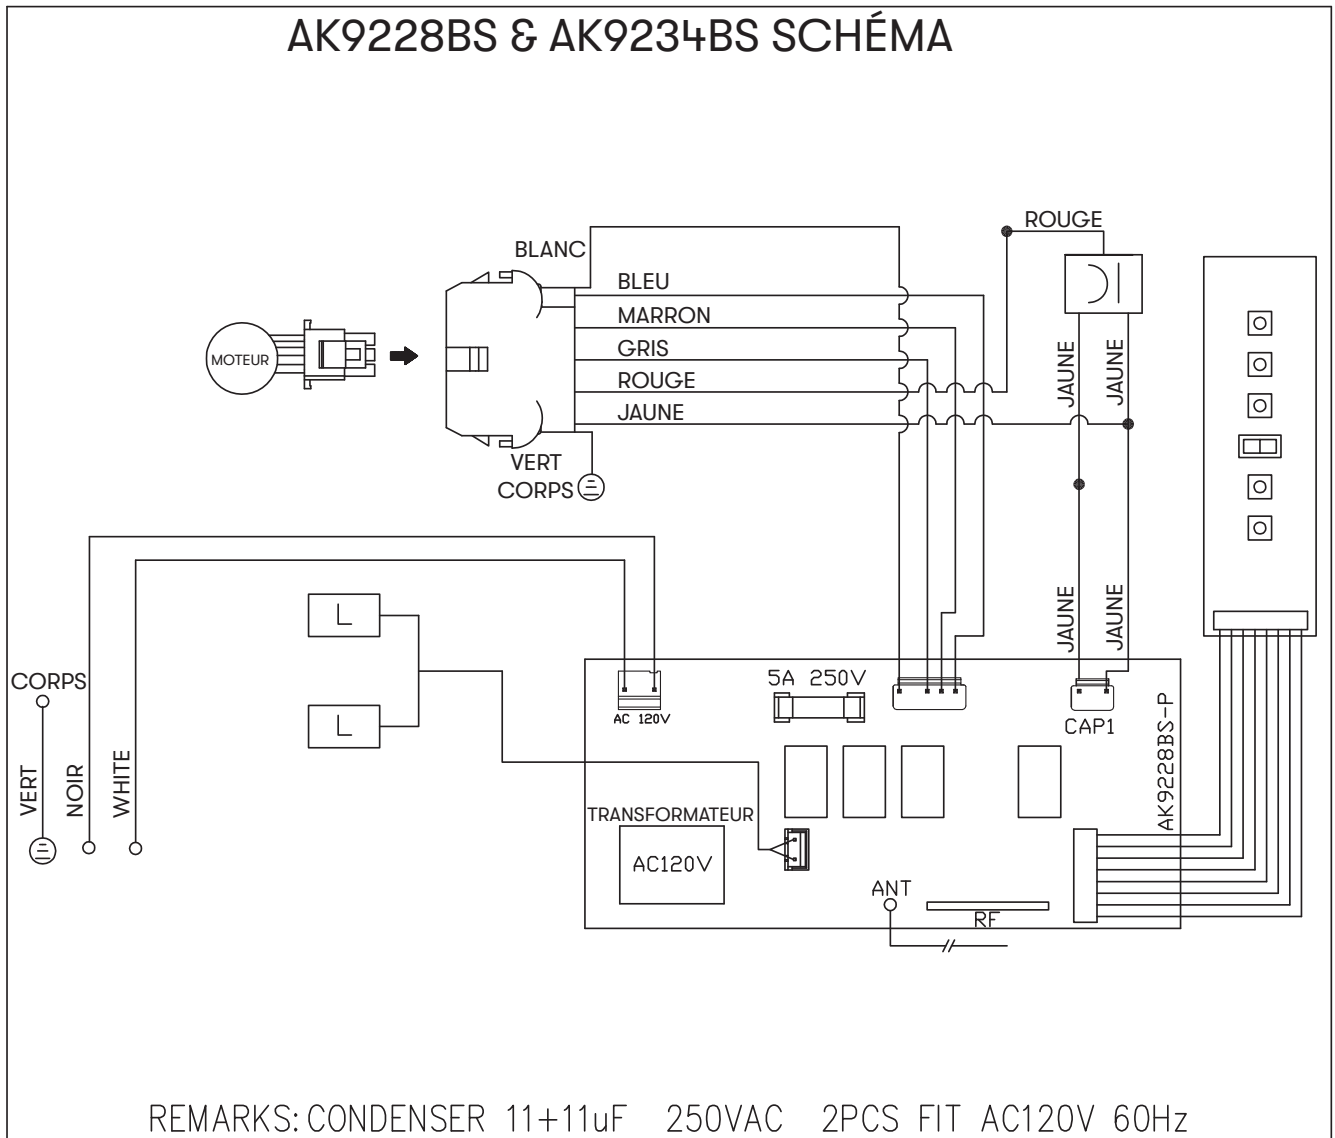 AK9228BS & AK9234BS SCHÉMA
ROUGE
BLANC
BLEU
MARRON
GRIS
ROUGE
JAUNE
MOTEUR
JAUNE
JAUNE
VERT
CORPS
JAUNE
JAUNE
L
L
CORPS
VERT
NOIR
WHITE
AC 120V
5A 250V
CAP1
AK9228BS-P
TRANSFORMATEUR
AC120V
ANT
RF
REMARKS: CONDENSER 11+11uF 250VAC 2PCS FIT AC120V 60Hz